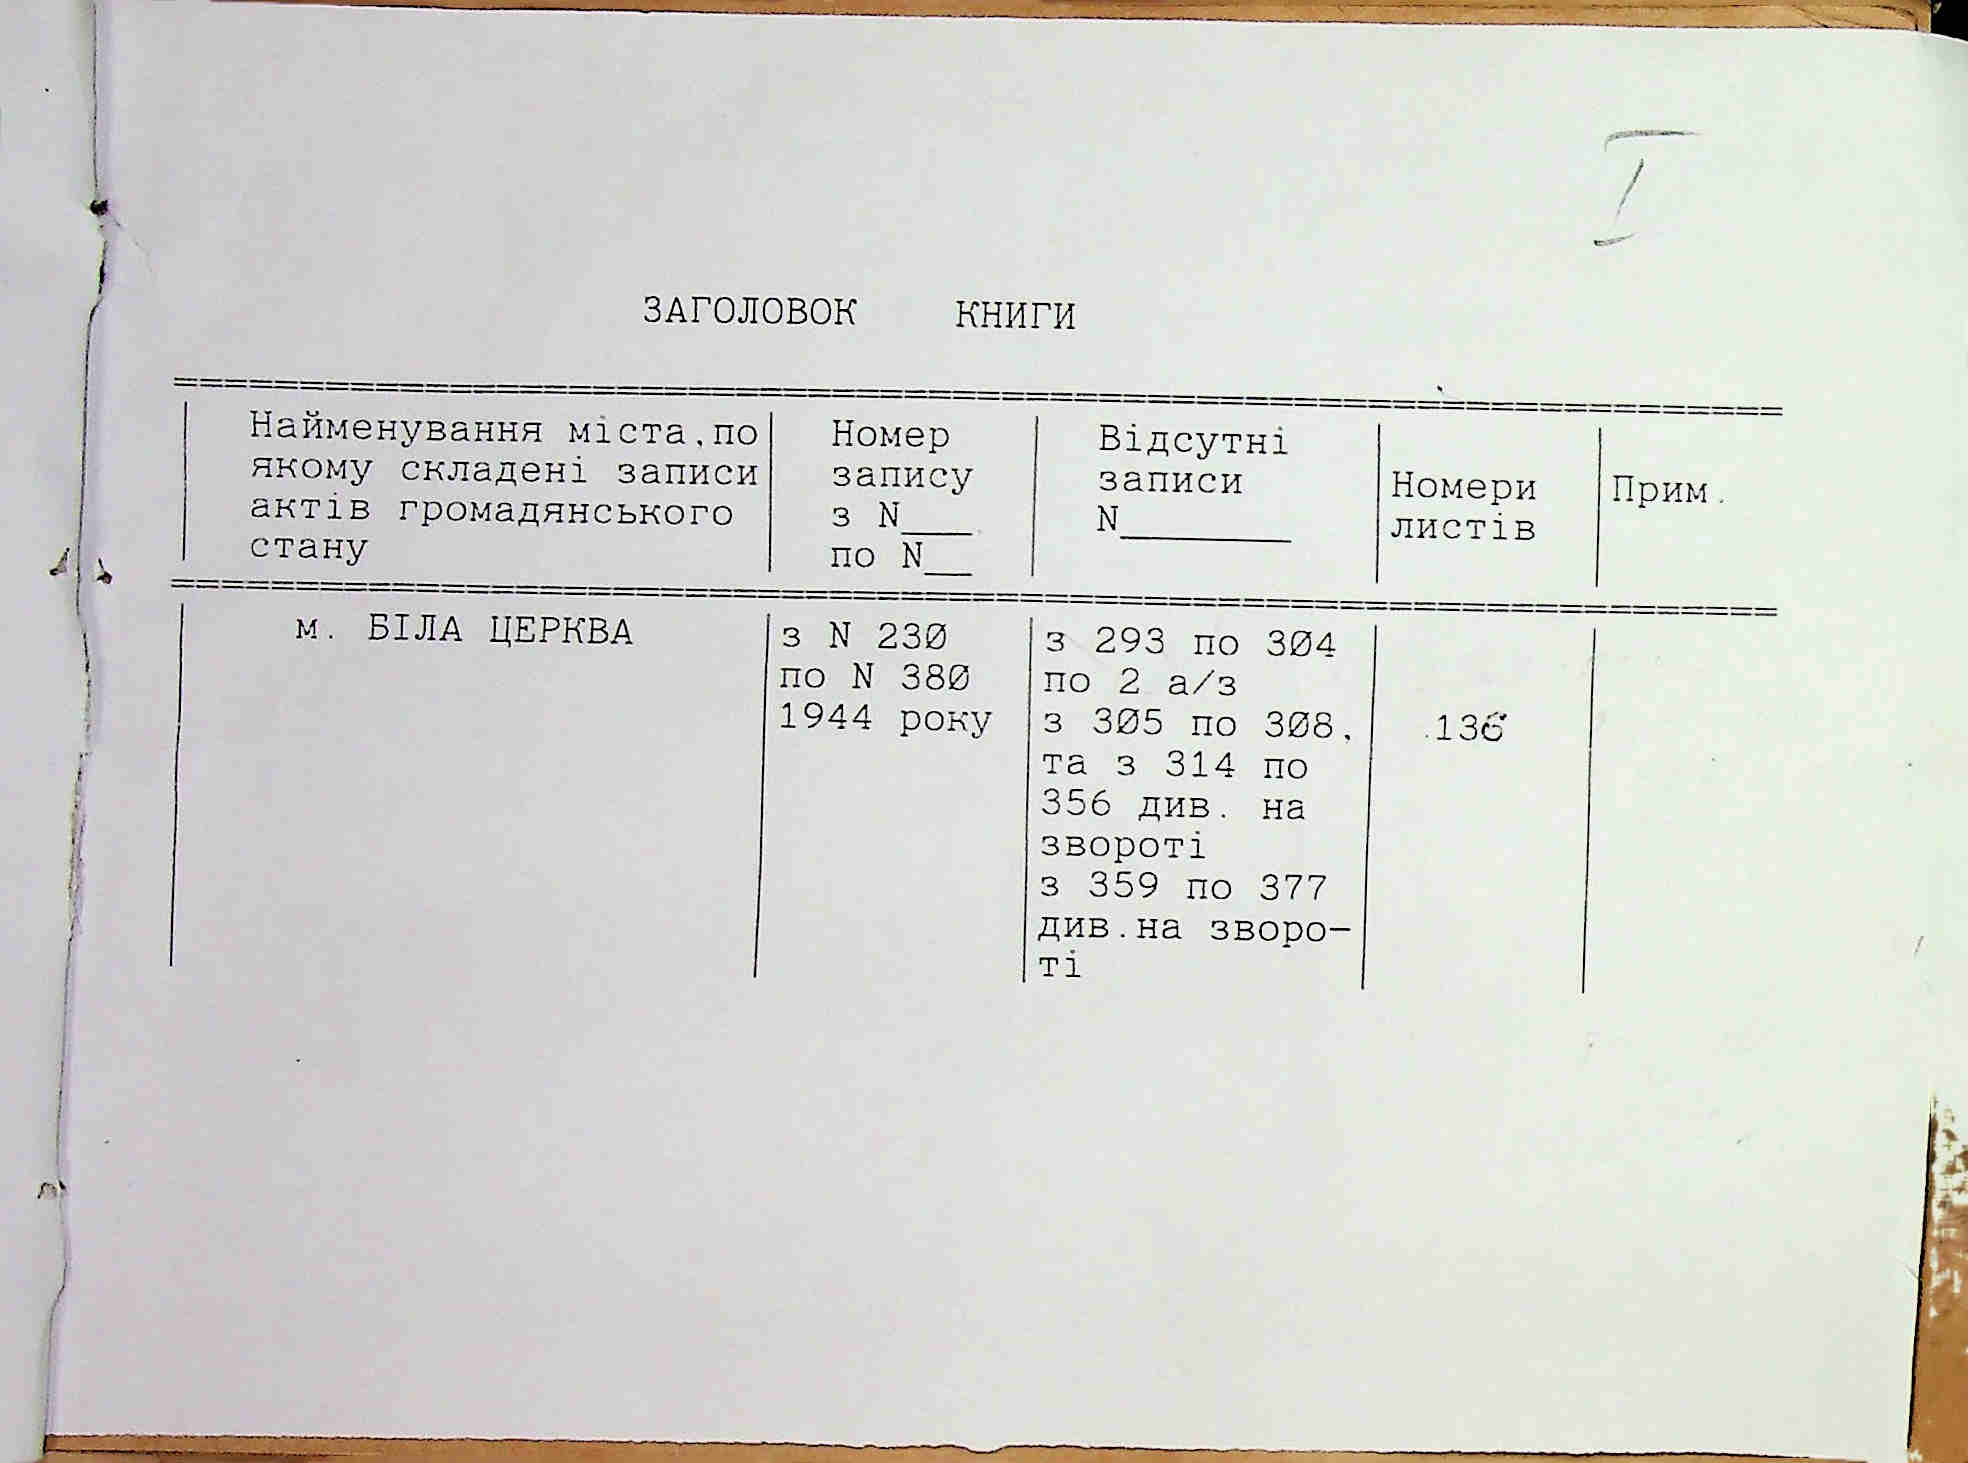 I
ЗАГОЛОВОК КНИГИ
Найменування міста,по якому складені записи актів громадянського стану
Номер запису з N___ по N__
Відсутні записи N_______
Номери листів
Прим.
м. БІЛА ЦЕРКВА
з N 230
по N 380
1944 року
з 293 по 304
по 2 а/з
з 305 по 308,
та з 314 по
356 див. на
звороті
з 359 по 377
див.на зворо-
ті
136